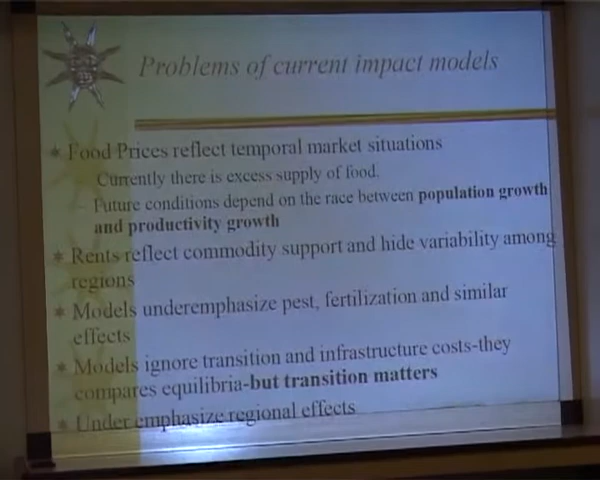 Problems of current impact models
* Food Prices reflect temporal market situations
Currently there is excess supply of food.
– Future conditions depend on the race between population growth
and productivity growth
* Rents reflect commodity support and hide variability among
regions
* Models underemphasize pest, fertilization and similar
effects
* Models ignore transition and infrastructure costs-they
compares equilibria-but transition matters
* Under emphasize regional effects